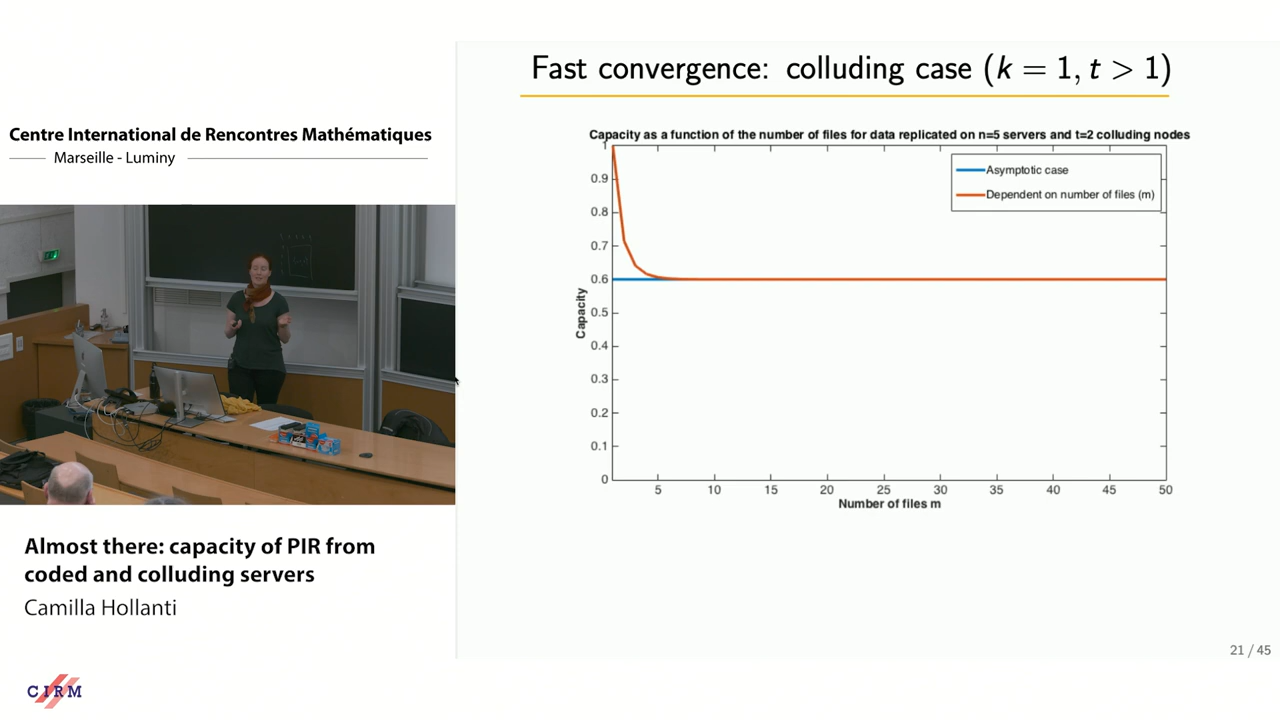 Centre International de Rencontres Mathématiques
Marseille - Luminy
Almost there: capacity of PIR from
coded and colluding servers
Camilla Hollanti
CIRM
Fast convergence: colluding case (k = 1, t > 1)
Capacity as a function of the number of files for data replicated on n=5 servers and t=2 colluding nodes
Asymptotic case
Dependent on number of files (m)
1
0.9
0.8
0.7
0.6
0.5
0.4
0.3
0.2
0.1
0
Capacity
5 10 15 20 25 30 35 40 45 50
Number of files m
21 / 45